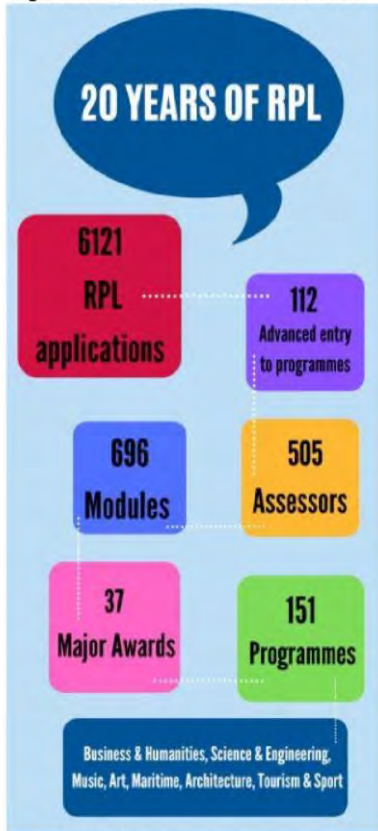 20 YEARS OF RPL
6121
RPL
applications
112
Advanced entry
to programmes
696
Modules
505
Assessors
37
Major Awards
151
Programmes
Business & Humanities, Science & Engineering,
Music, Art, Maritime, Architecture, Tourism & Sport